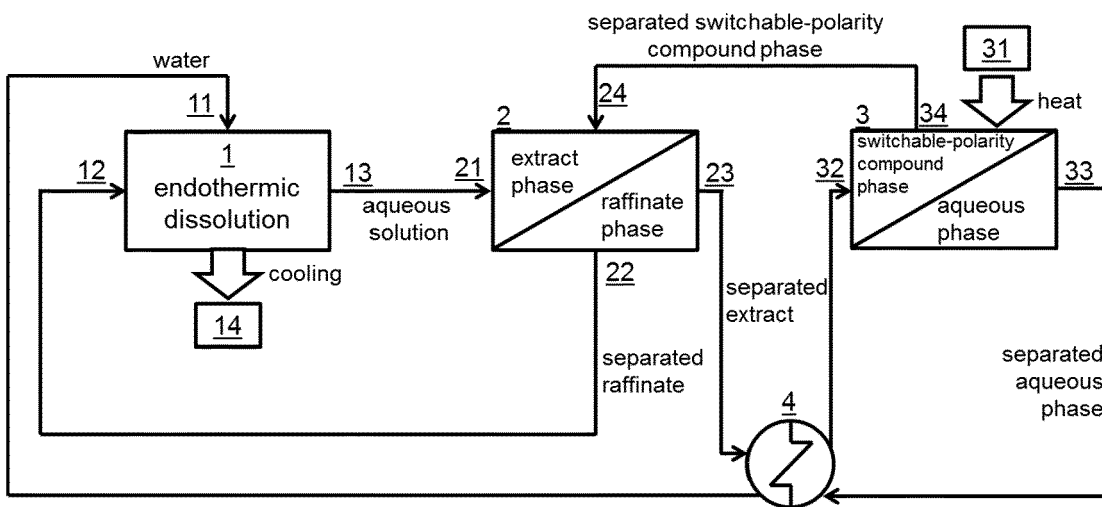 separated switchable-polarity
compound phase
31
water
11
24
2
3
34
heat
12
1
endothermic
dissolution
13
aqueous
solution
21
extract
phase
raffinate
phase
23
32
switchable-polarity
compound
phase
aqueous
phase
33
cooling
14
22
separated
extract
separated
raffinate
separated
aqueous
phase
4